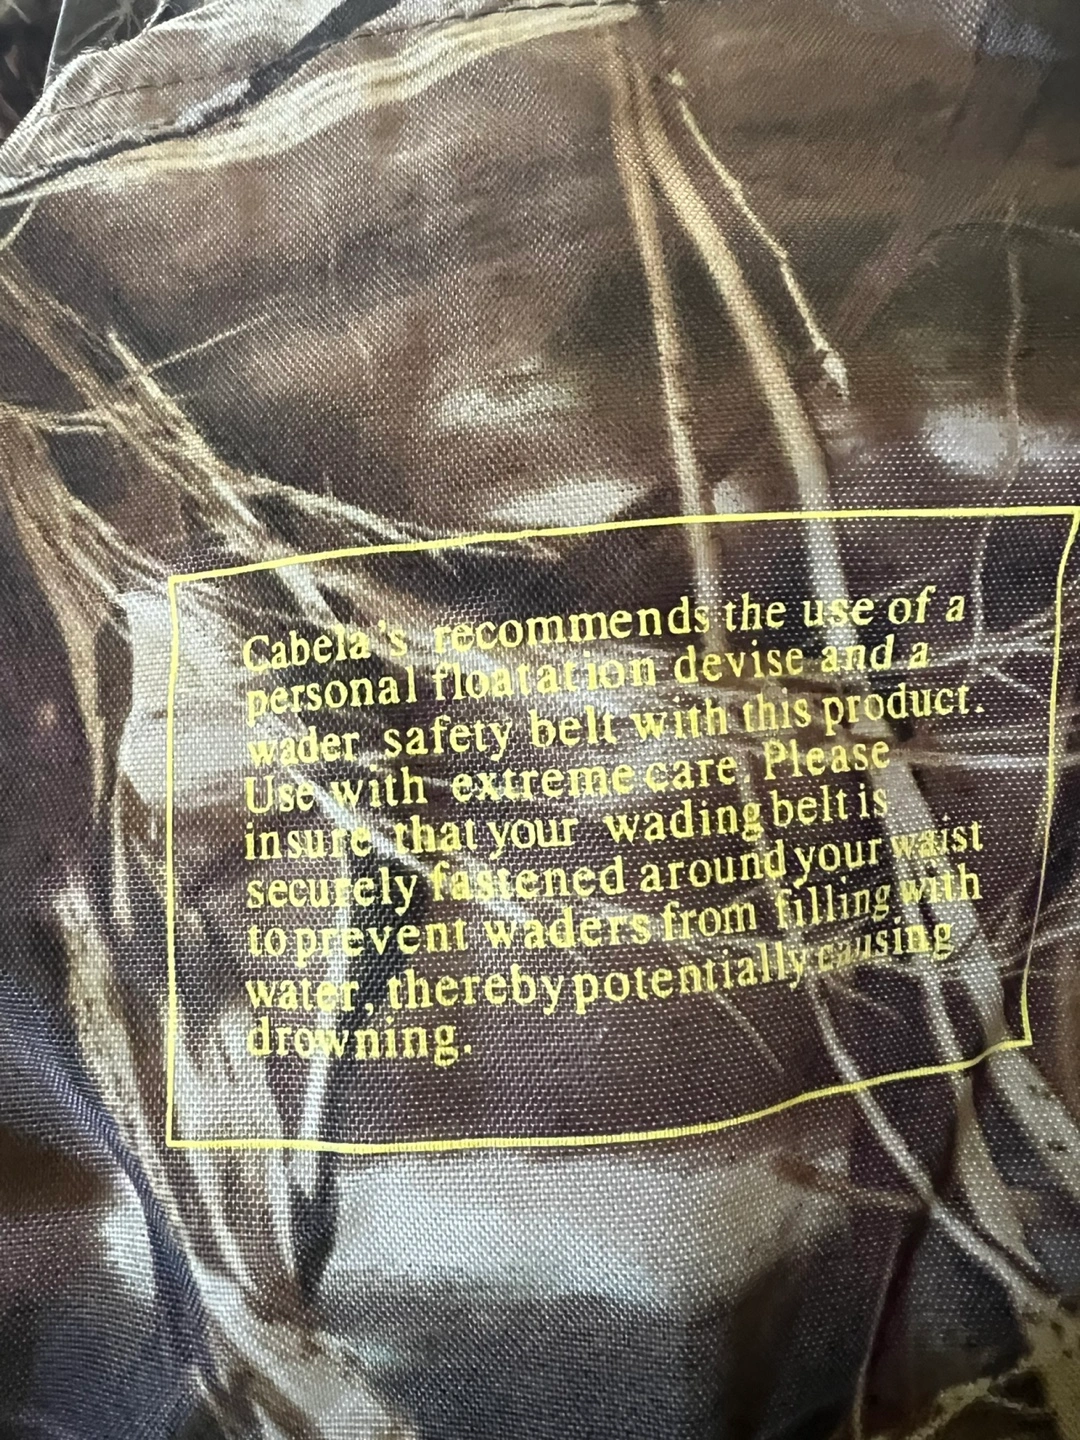 Cabela's recommends the use of a
personal floatation devise and a
wader safety belt with this product.
Use with extreme care. Please
insure that your wading belt is
securely fastened around your waist
to prevent waders from filling with
water, thereby potentially causing
drowning.